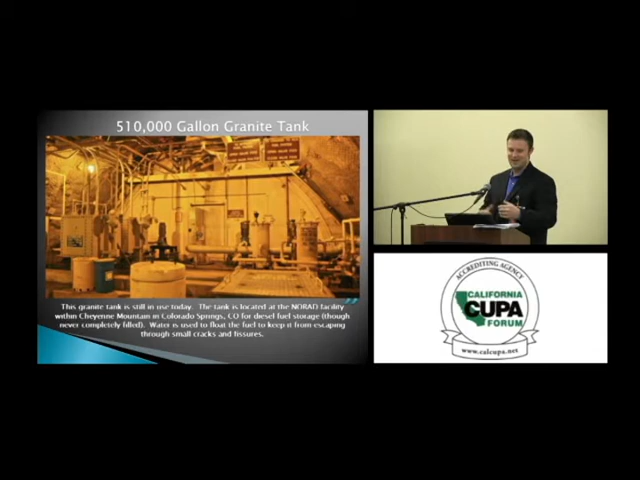 510,000 Gallon Granite Tank
This granite tank is still in use today. The tank is located at the NORAD facility
within Cheyenne Mountain in Colorado Springs, CO for diesel fuel storage (though
never completely filled). Water is used to float the fuel to keep it from escaping
through small cracks and fissures.
ACCREDITING AGENCY
CALIFORNIA
CUPA
FORUM
www.calcupa.net